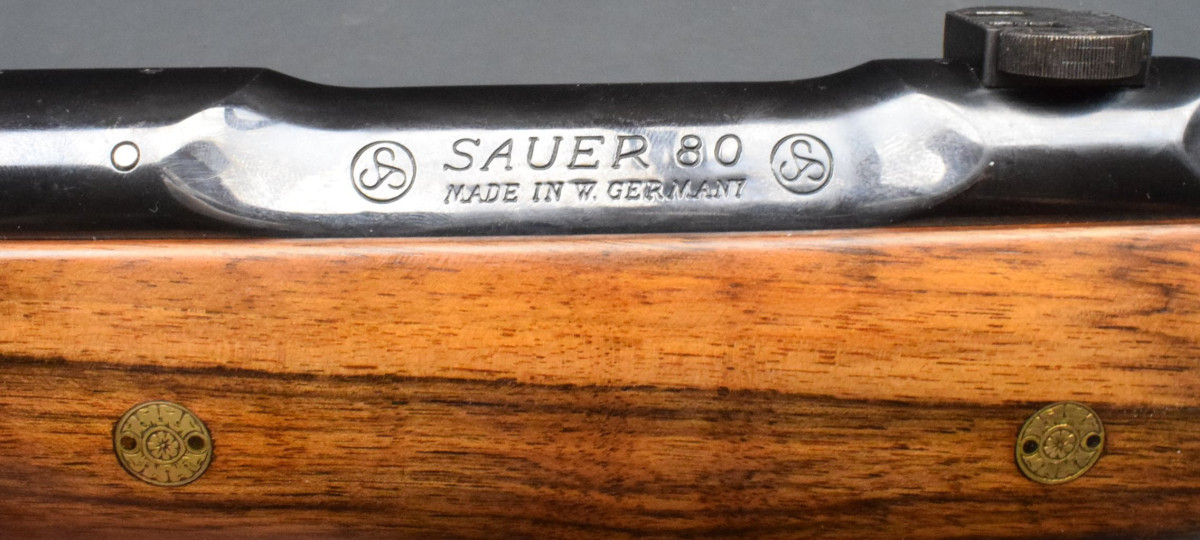 SAUER 80
MADE IN W. GERMANY